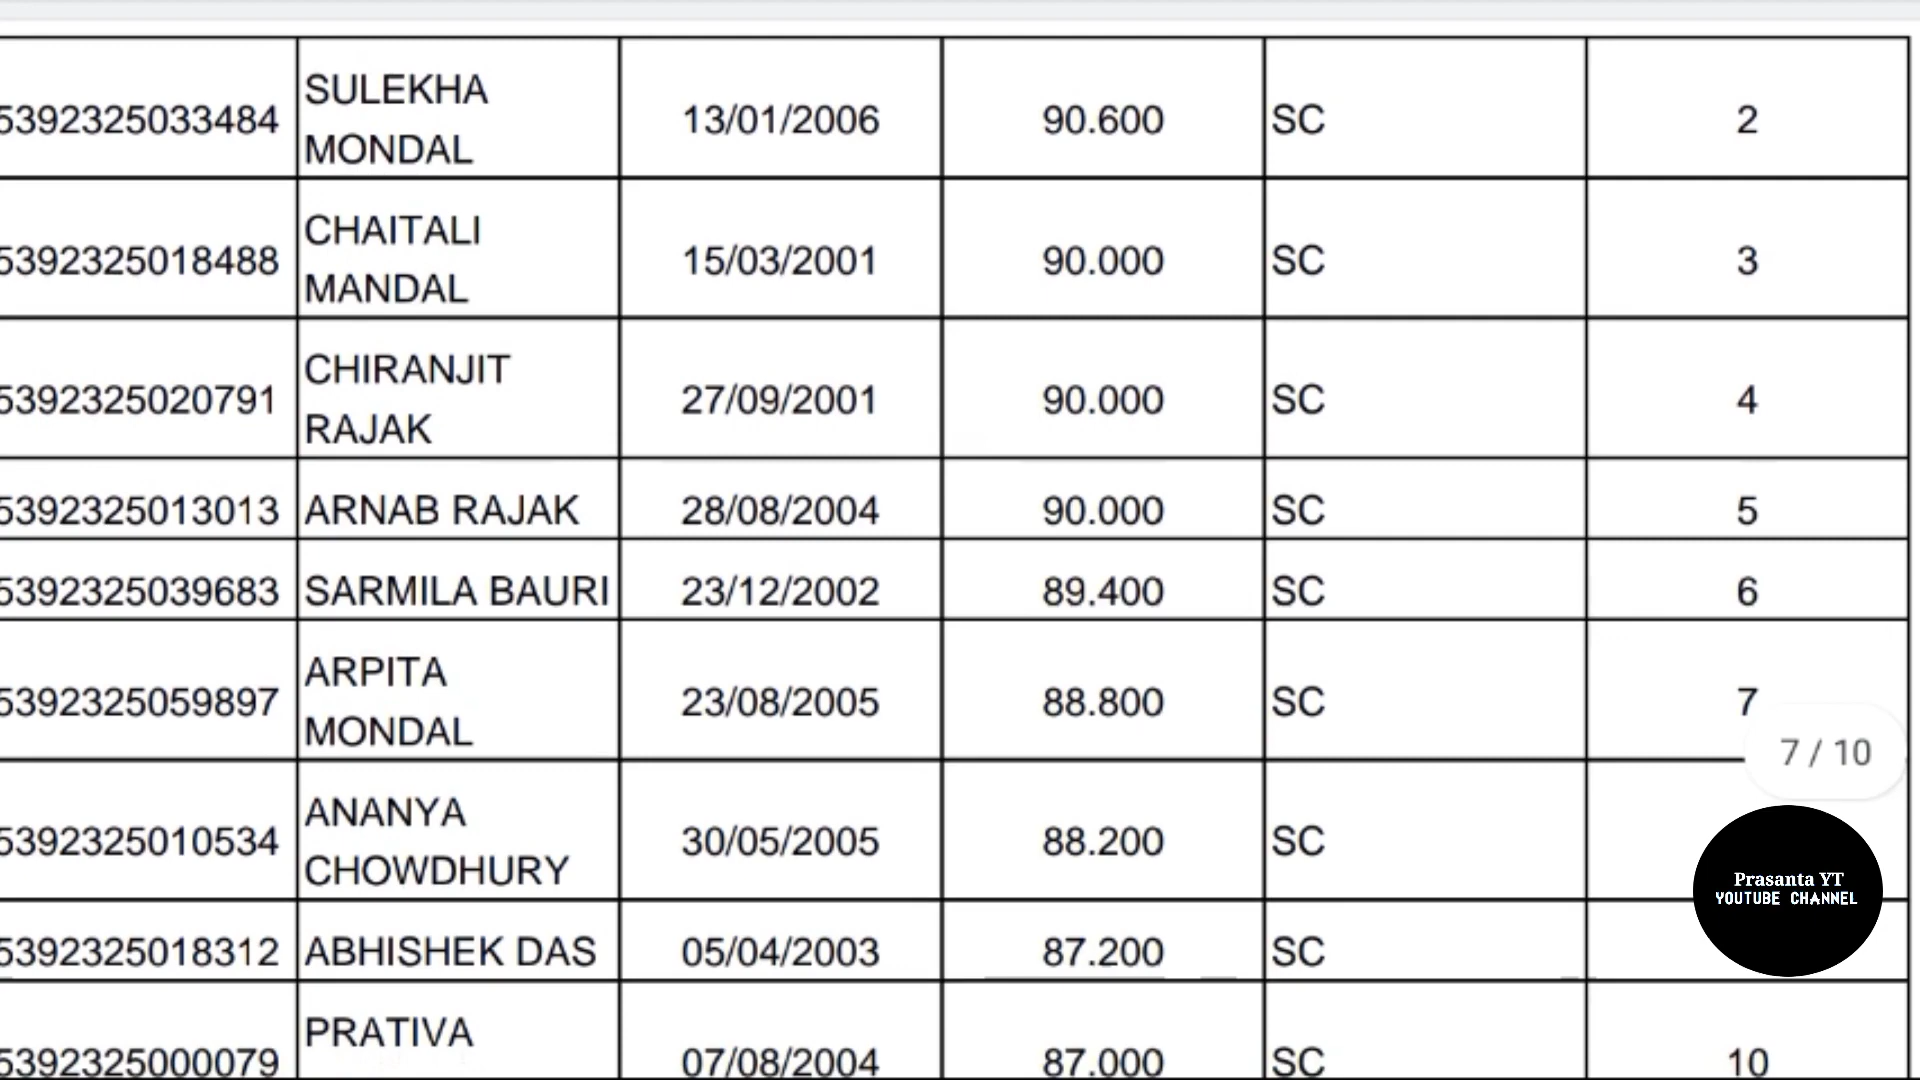 5392325033484 SULEKHA MONDAL 13/01/2006 90.600 SC 2
5392325018488 CHAITALI MANDAL 15/03/2001 90.000 SC 3
5392325020791 CHIRANJIT RAJAK 27/09/2001 90.000 SC 4
5392325013013 ARNAB RAJAK 28/08/2004 90.000 SC 5
5392325039683 SARMILA BAURI 23/12/2002 89.400 SC 6
5392325059897 ARPITA MONDAL 23/08/2005 88.800 SC 7
7 / 10
5392325010534 ANANYA CHOWDHURY 30/05/2005 88.200 SC
Prasanta YT
YOUTUBE CHANNEL
5392325018312 ABHISHEK DAS 05/04/2003 87.200 SC
5392325000079 PRATIVA 07/08/2004 87.000 SC 10